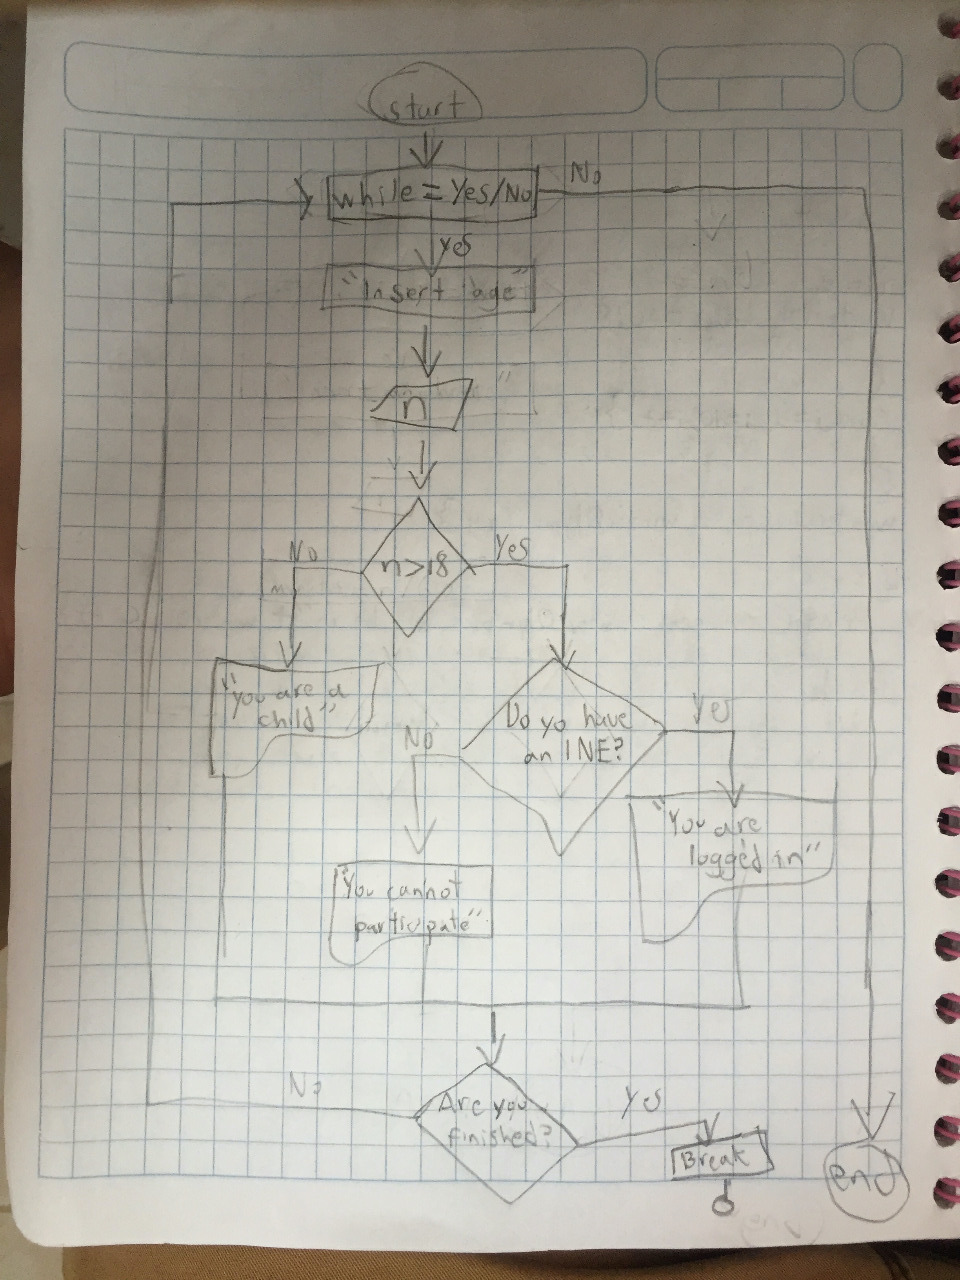 start
while = Yes/No
No
yes
"Insert age"
n
No
n>18
Yes
"You are a
child"
No
Do yo have
an INE?
Yes
"You are
logged in"
"You cannot
participate"
No
Are you
finished?
Yes
Break
end